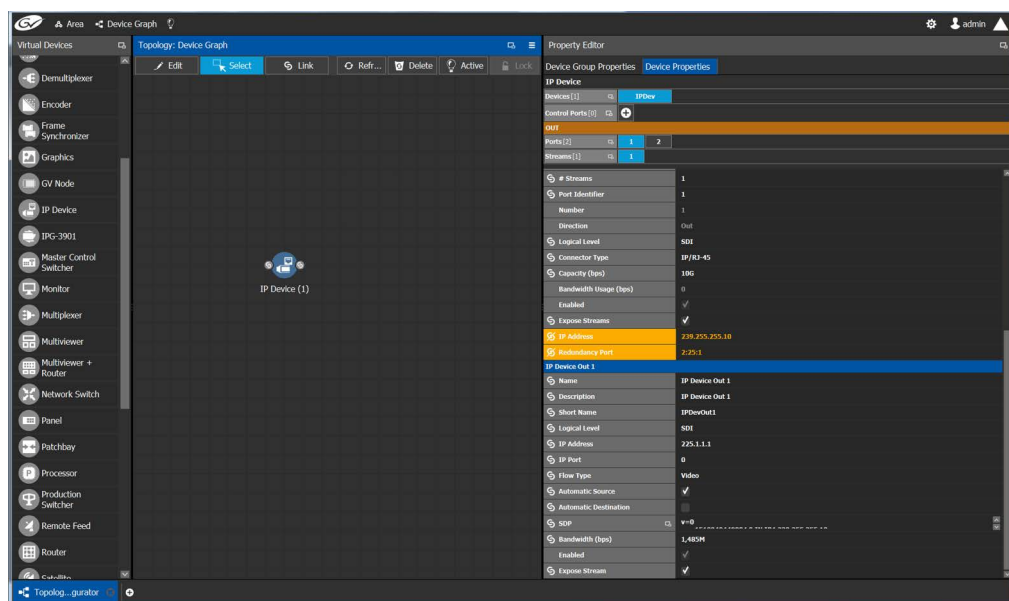 GV Area Device Graph admin
Virtual Devices
Demultiplexer
Encoder
Frame
Synchronizer
Graphics
GV Node
IP Device
IPG-3901
Master Control
Switcher
Monitor
Multiplexer
Multiviewer
Multiviewer +
Router
Network Switch
Panel
Patchbay
Processor
Production
Switcher
Remote Feed
Router
Satellite
Topology: Device Graph
Edit Select Link Refr... Delete Active Lock
IP Device (1)
Property Editor
Device Group Properties Device Properties
IP Device
Devices [1] IPDev
Control Ports [0]
OUT
Ports [2] 1 2
Streams [1] 1
# Streams 1
Port Identifier 1
Number 1
Direction Out
Logical Level SDI
Connector Type IP/RJ-45
Capacity (bps) 10G
Bandwidth Usage (bps) 0
Enabled
Expose Streams
IP Address 239.255.255.10
Redundancy Port 2:25:1
IP Device Out 1
Name IP Device Out 1
Description IP Device Out 1
Short Name IPDevOut1
Logical Level SDI
IP Address 225.1.1.1
IP Port 0
Flow Type Video
Automatic Source
Automatic Destination
SDP v=0
Bandwidth (bps) 1,485M
Enabled
Expose Stream
Topolog...gurator